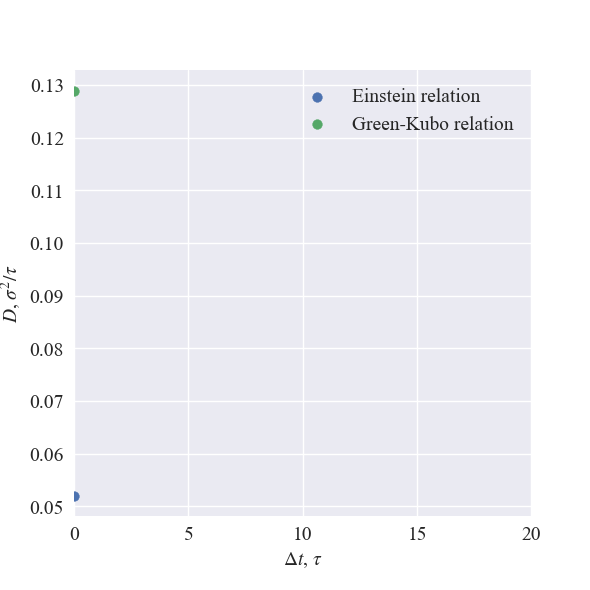 Einstein relation
Green-Kubo relation
0.13
0.12
0.11
0.10
0.09
0.08
0.07
0.06
0.05
D, σ²/τ
0 5 10 15 20
Δt, τ